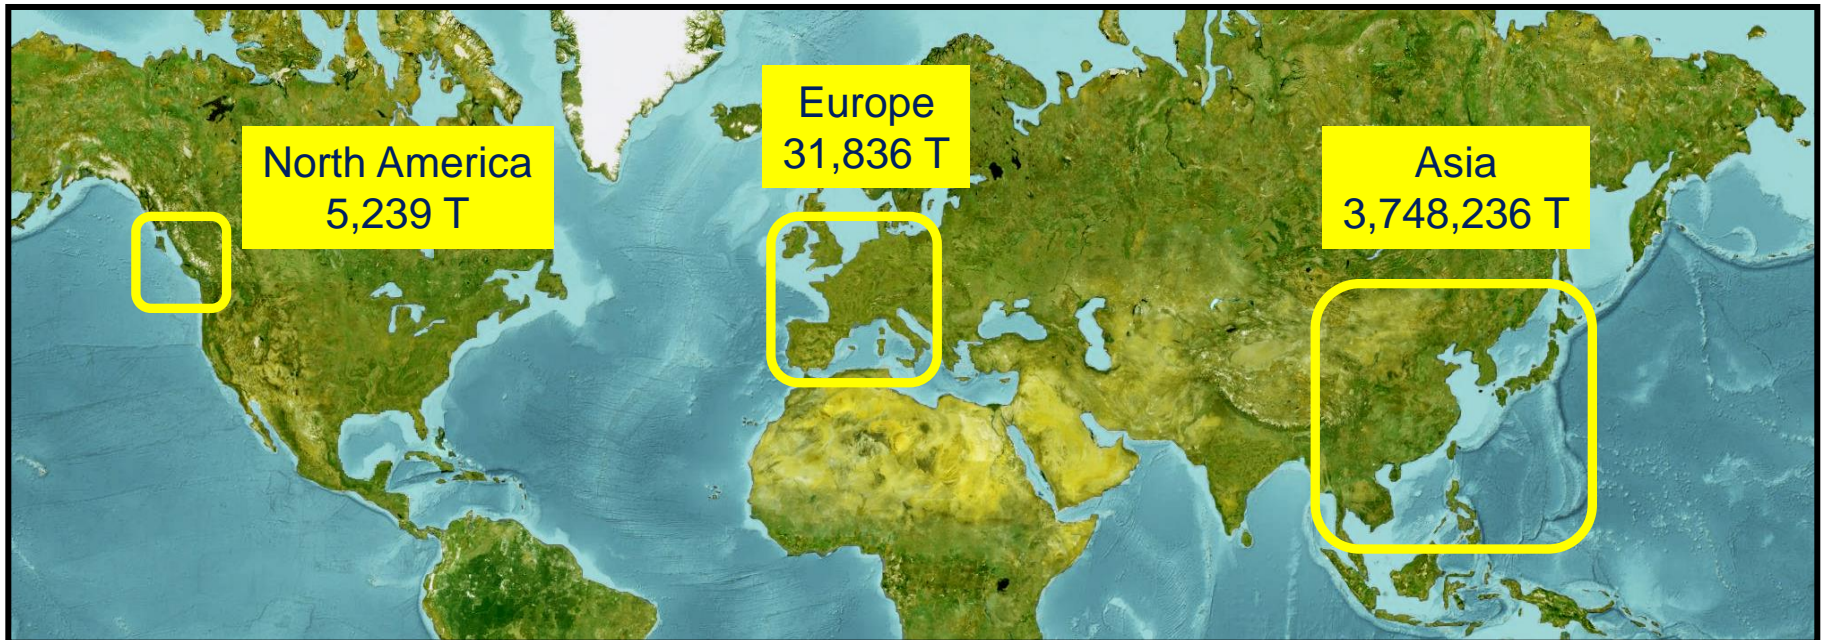 North America
5,239 T
Europe
31,836 T
Asia
3,748,236 T